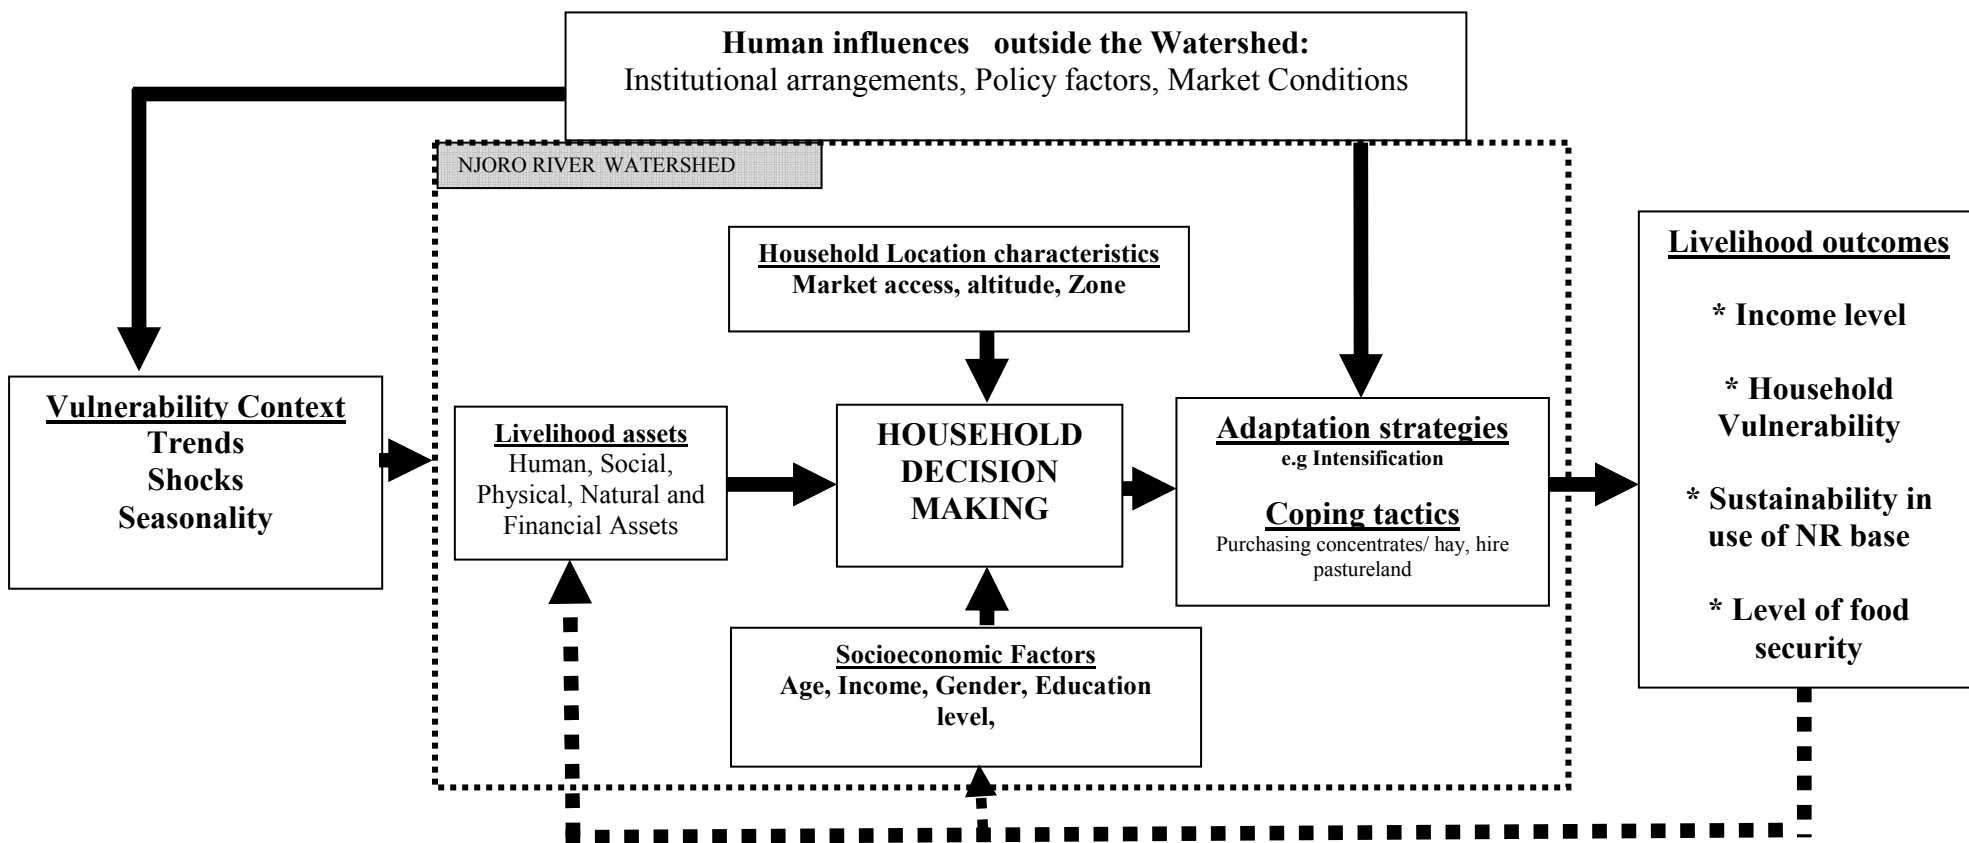 Human influences   outside the Watershed:
Institutional arrangements, Policy factors, Market Conditions
NJORO RIVER  WATERSHED
Household Location characteristics
Market access, altitude, Zone
Vulnerability Context
Trends
Shocks
Seasonality
Livelihood assets
Human, Social,
Physical, Natural and
Financial Assets
HOUSEHOLD
DECISION
MAKING
Adaptation strategies
e.g Intensification
Coping tactics
Purchasing concentrates/ hay, hire
pastureland
Socioeconomic Factors
Age, Income, Gender, Education
level,
Livelihood outcomes
* Income level
* Household
Vulnerability
* Sustainability in
use of NR base
* Level of food
security